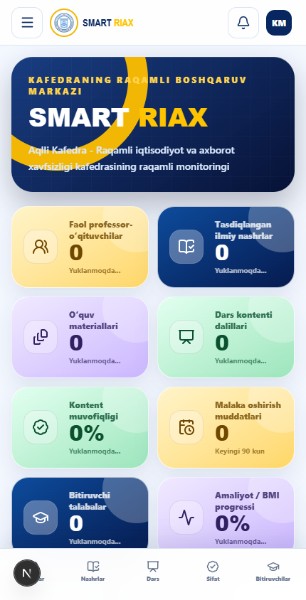 SMART RIAX
KM
KAFEDRANING RAQAMLI BOSHQARUV
MARKAZI
SMART RIAX
Aqlli Kafedra - Raqamli iqtisodiyot va axborot
xavfsizligi kafedrasining raqamli monitoringi
Faol professor-
o'qituvchilar
0
Yuklanmoqda...
Tasdiqlangan
ilmiy nashrlar
0
Yuklanmoqda...
O'quv
materiallari
0
Yuklanmoqda...
Dars kontenti
dalillari
0
Yuklanmoqda...
Kontent
muvofiqligi
0%
Yuklanmoqda...
Malaka oshirish
muddatlari
0
Keyingi 90 kun
Bitiruvchi
talabalar
0
Yuklanmoqda...
Amaliyot / BMI
progressi
0%
Yuklanmoqda...
N
Nashrlar
Dars
Sifat
Bitiruvchilar